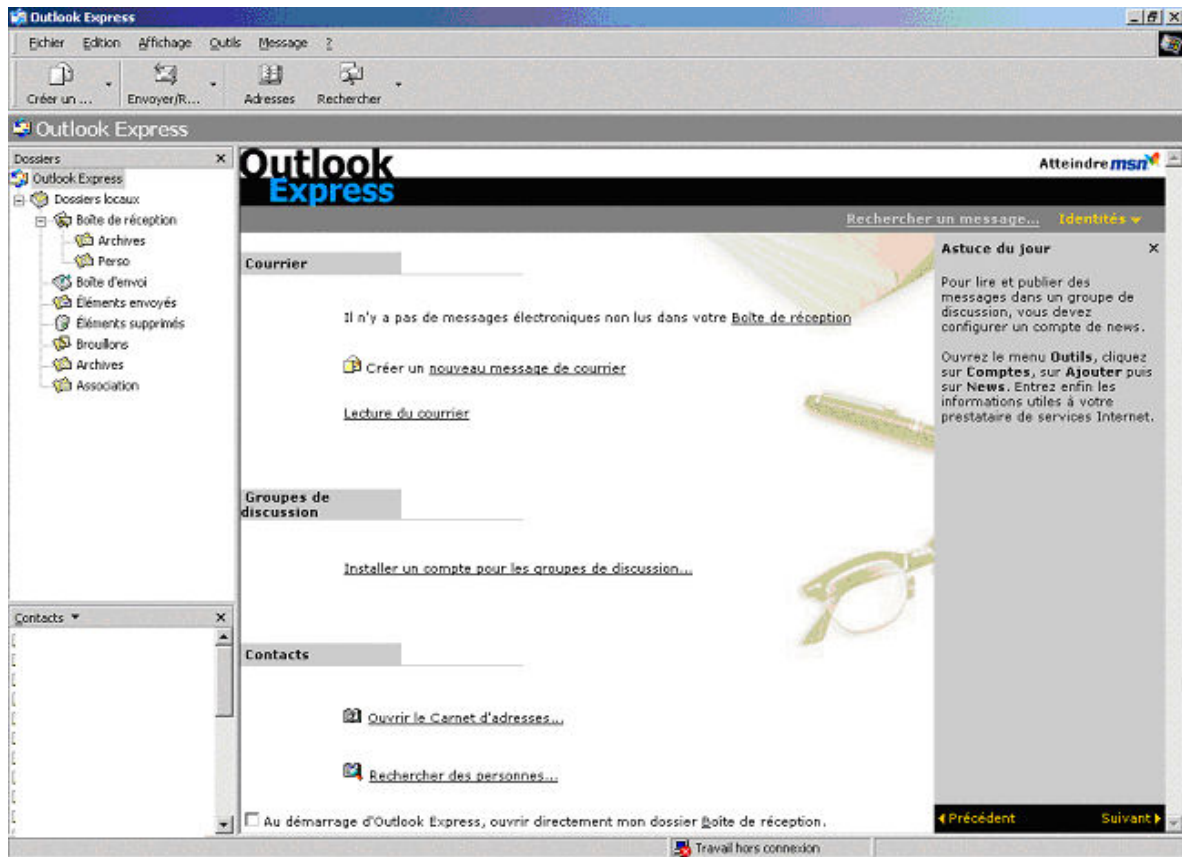 Outlook Express
Fichier Edition Affichage Outils Message ?
Créer un ... Envoyer/R... Adresses Rechercher
Outlook Express
Dossiers
Outlook Express
Dossiers locaux
Boîte de réception
Archives
Perso
Boîte d'envoi
Éléments envoyés
Éléments supprimés
Brouillons
Archives
Association
Contacts
Outlook
Express
Atteindre msn
Rechercher un message... Identités
Courrier
Il n'y a pas de messages électroniques non lus dans votre Boîte de réception
Créer un nouveau message de courrier
Lecture du courrier
Groupes de
discussion
Installer un compte pour les groupes de discussion...
Contacts
Ouvrir le Carnet d'adresses...
Rechercher des personnes...
Au démarrage d'Outlook Express, ouvrir directement mon dossier Boîte de réception.
Astuce du jour
Pour lire et publier des
messages dans un groupe de
discussion, vous devez
configurer un compte de news.
Ouvrez le menu Outils, cliquez
sur Comptes, sur Ajouter puis
sur News. Entrez enfin les
informations utiles à votre
prestataire de services Internet.
Précédent Suivant
Travail hors connexion